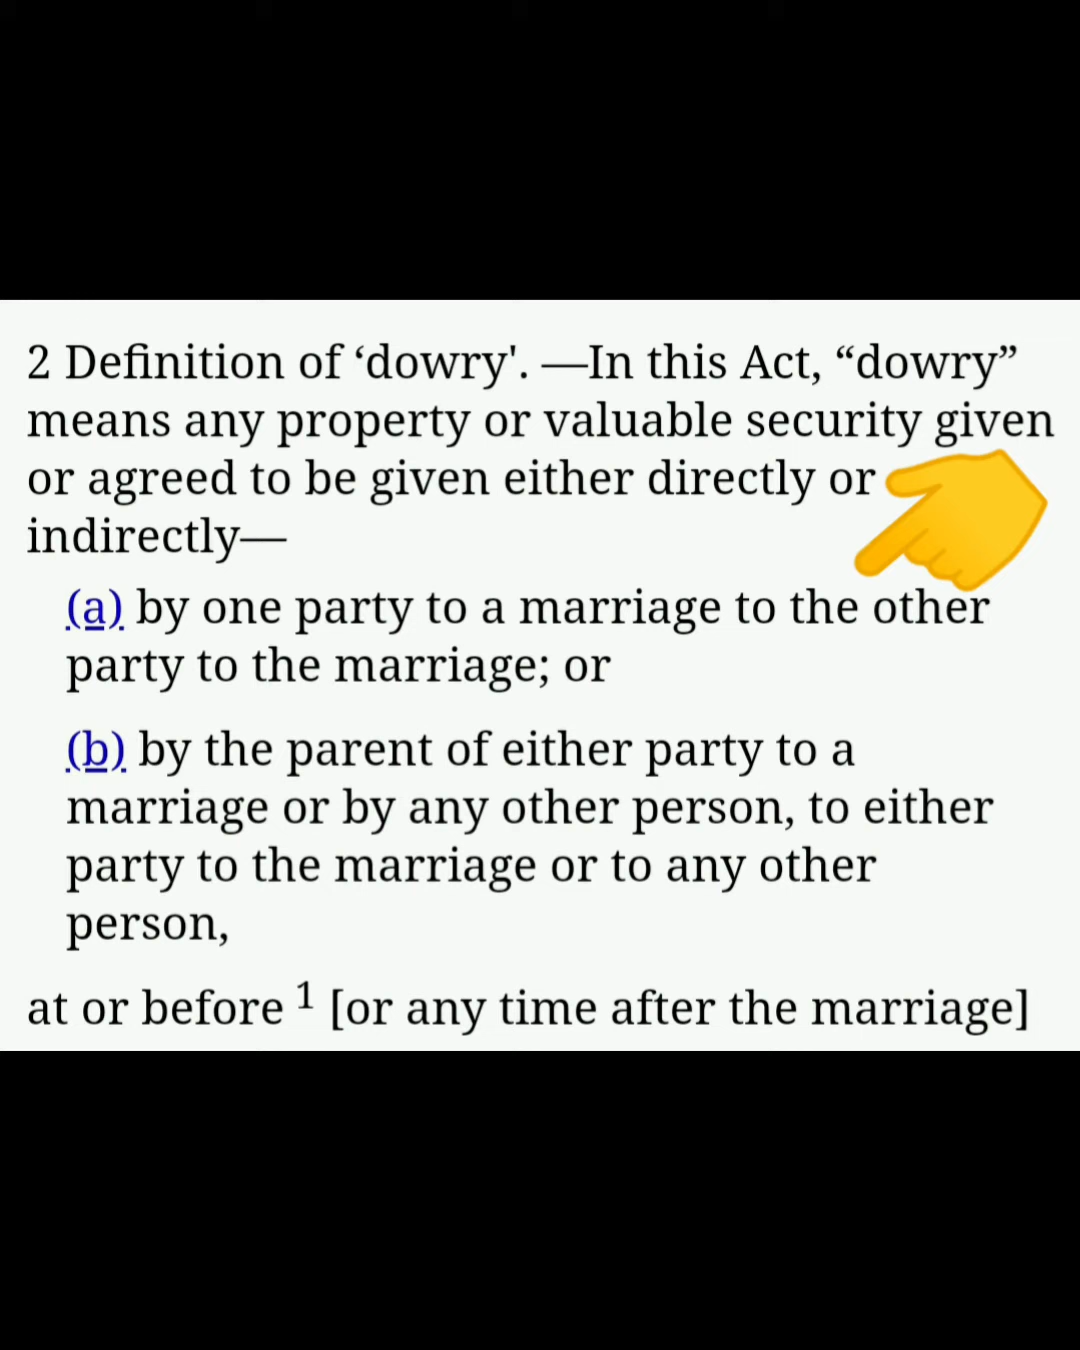 2 Definition of ‘dowry'. —In this Act, “dowry”
means any property or valuable security given
or agreed to be given either directly or
indirectly—
(a) by one party to a marriage to the other
party to the marriage; or
(b) by the parent of either party to a
marriage or by any other person, to either
party to the marriage or to any other
person,
at or before 1 [or any time after the marriage]